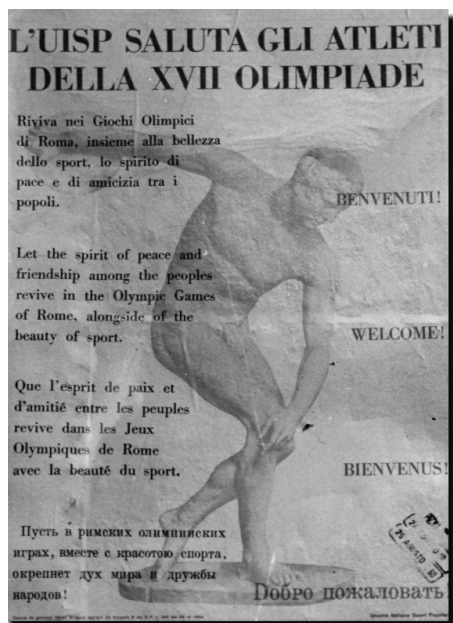 L'UISP SALUTA GLI ATLETI
DELLA XVII OLIMPIADE
Riviva nei Giochi Olimpici
di Roma, insieme alla bellezza
dello sport, lo spirito di
pace e di amicizia tra i
popoli.
BENVENUTI!
Let the spirit of peace and
friendship among the peoples
revive in the Olympic Games
of Rome, alongside of the
beauty of sport.
WELCOME!
Que l'esprit de paix et
d'amitié entre les peuples
revive dans les Jeux
Olympiques de Rome
avec la beauté du sport.
BIENVENUS!
Пусть в римских олимпииских
играх, вместе с красотою спорта,
окрепнет дух мира и дружбы
народов!
Добро пожаловать
AGOSTO
Unione Italiana Sport Popolare